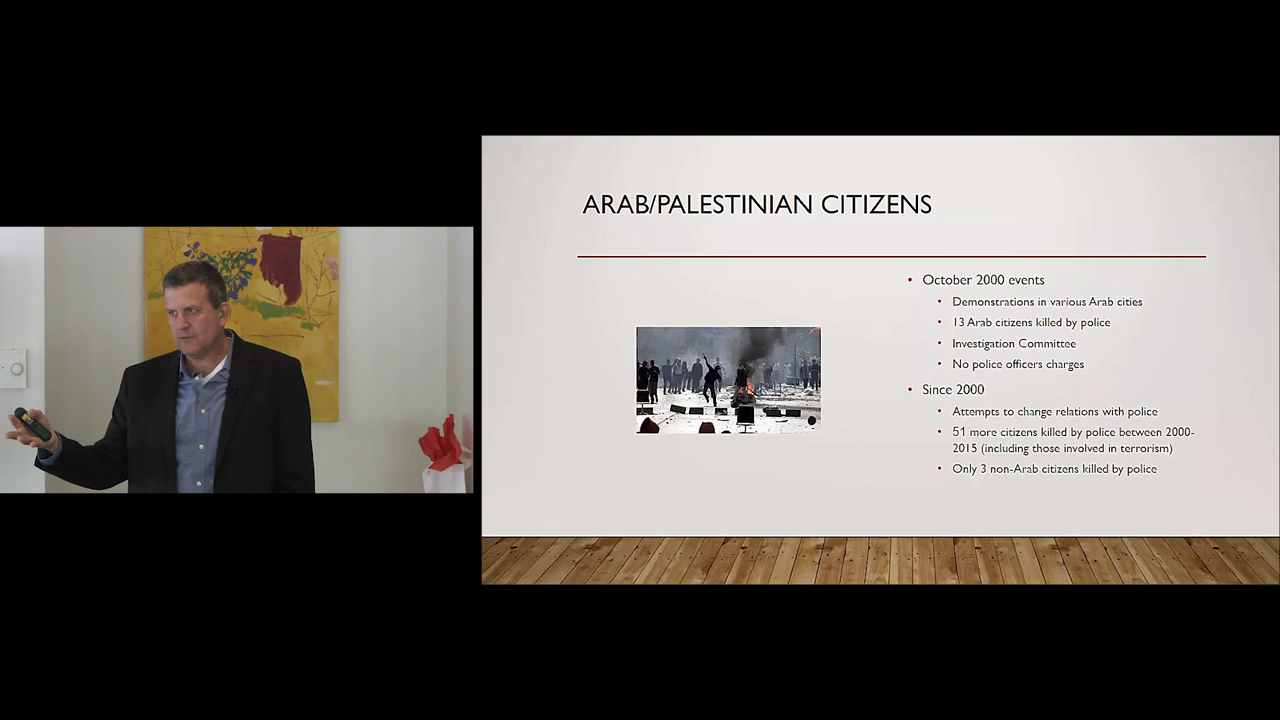 ARAB/PALESTINIAN CITIZENS
October 2000 events
Demonstrations in various Arab cities
13 Arab citizens killed by police
Investigation Committee
No police officers charges
Since 2000
Attempts to change relations with police
51 more citizens killed by police between 2000-
2015 (including those involved in terrorism)
Only 3 non-Arab citizens killed by police